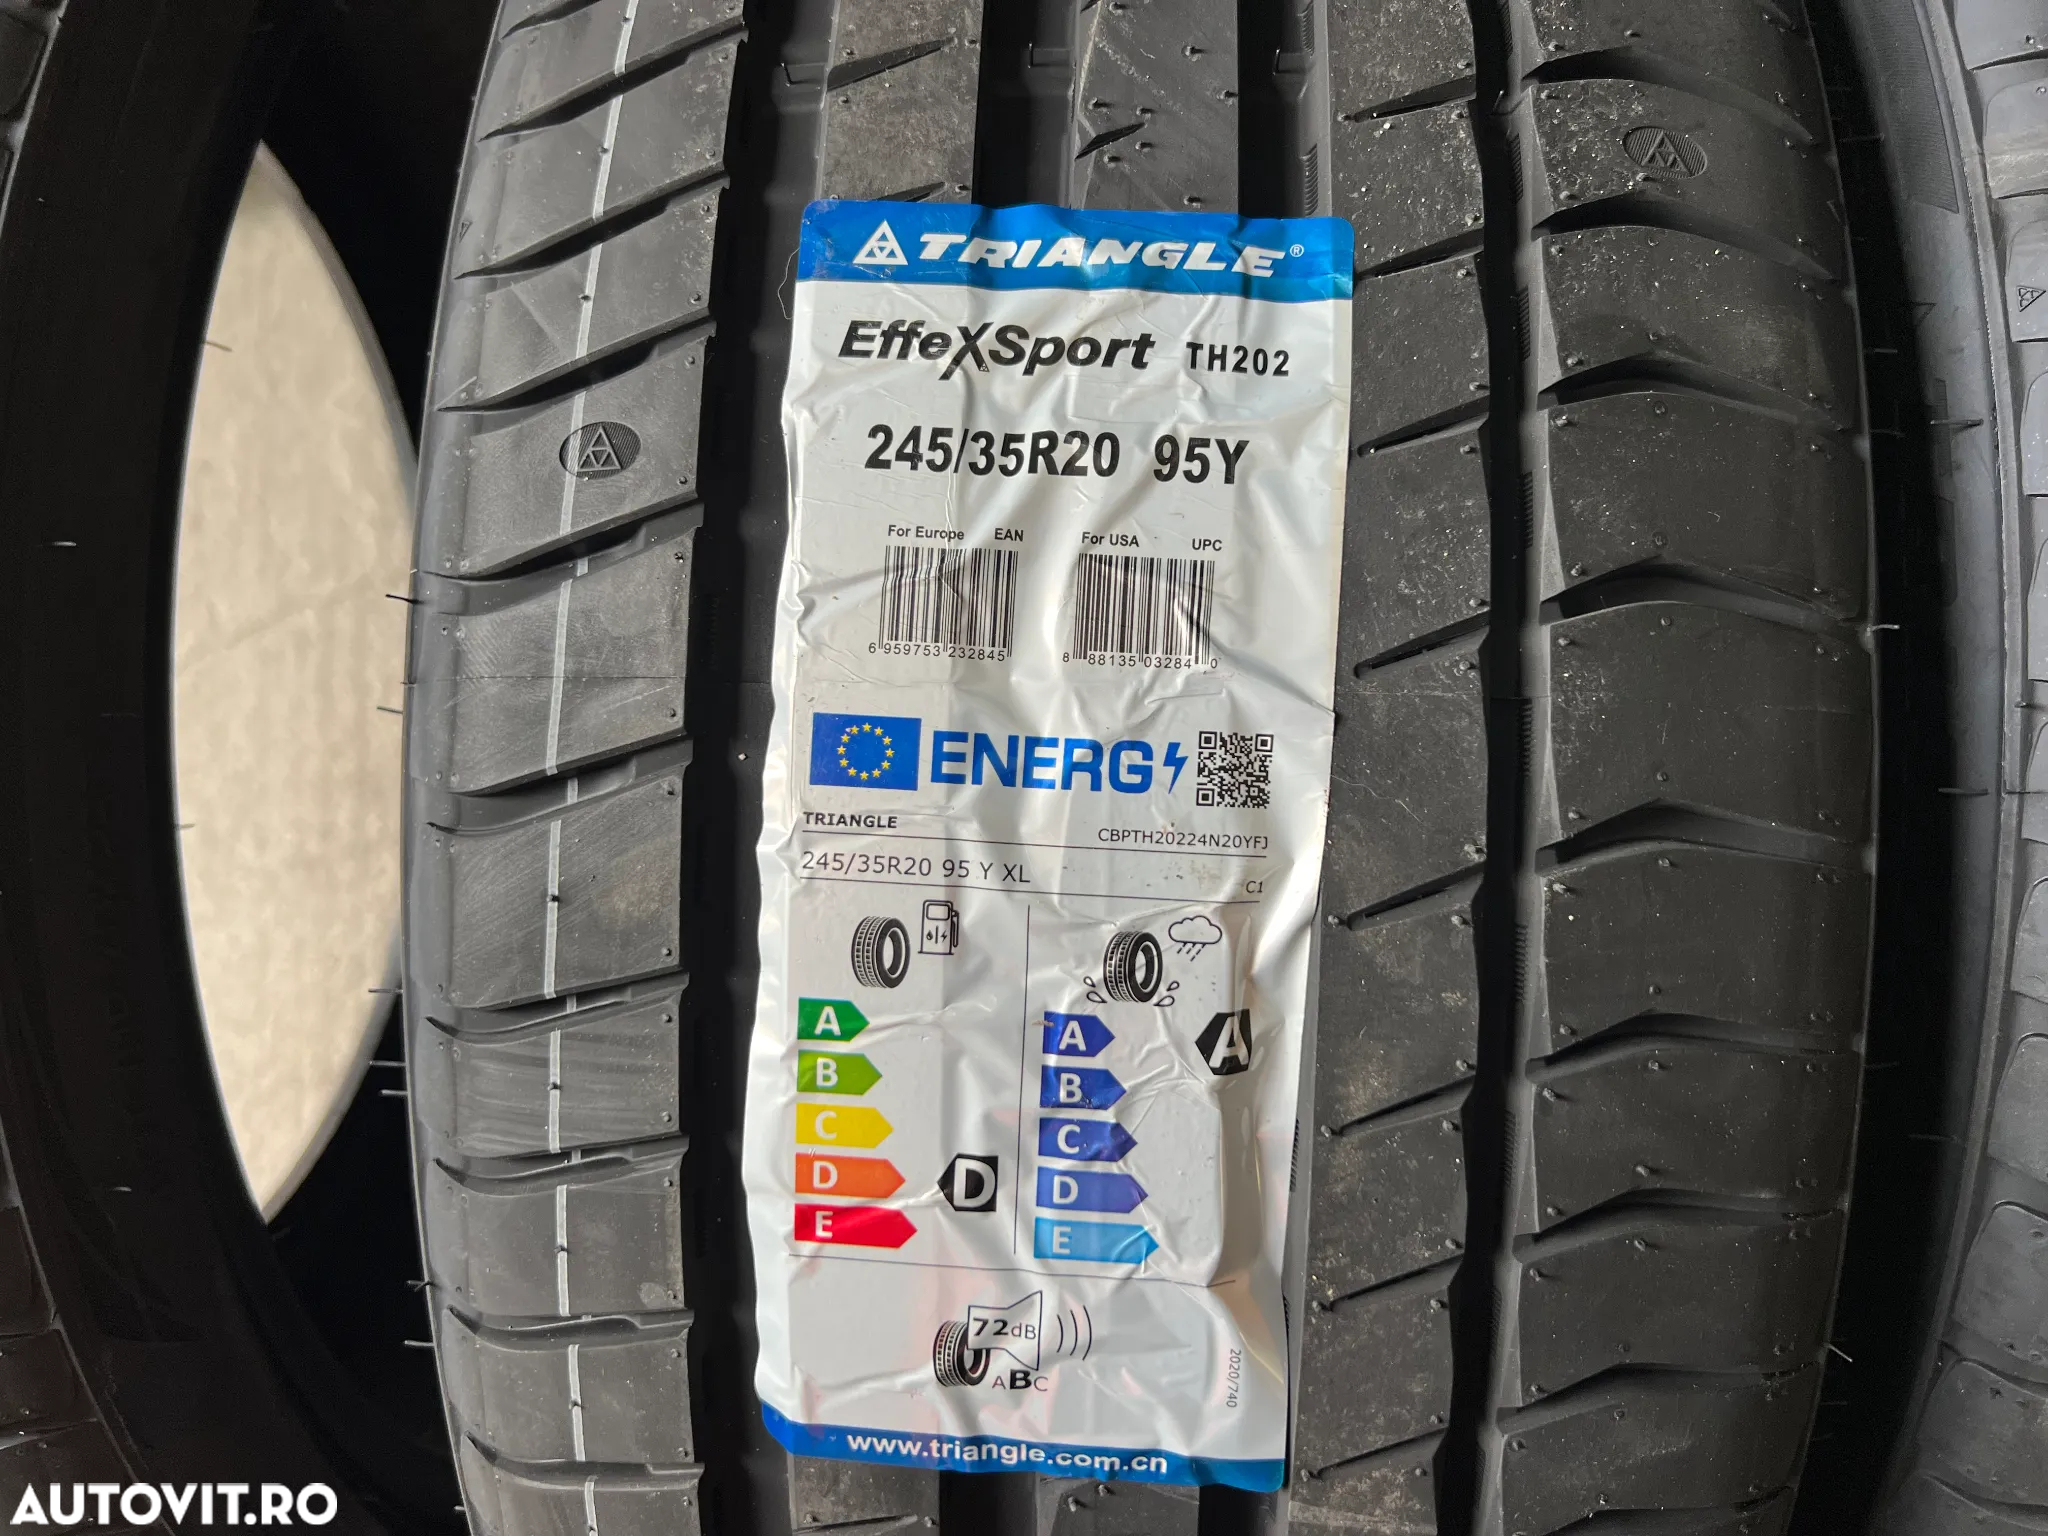 TRIANGLE®
EffeXSport TH202
245/35R20 95Y
For Europe EAN
For USA UPC
6 959753 232845
8 88135 03284 0
ENERG
TRIANGLE
CBPTH20224N20YFJ
245/35R20 95 Y XL
C1
A
B
C
D
E
D
A
B
C
D
E
A
72dB
ABC
2020/740
www.triangle.com.cn
AUTOVIT.RO